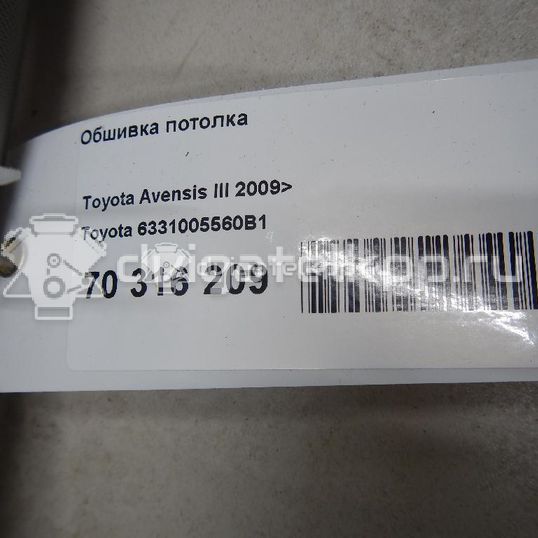 Обшивка потолка
Toyota Avensis III 2009>
Toyota 6331005560B1
70 316 209